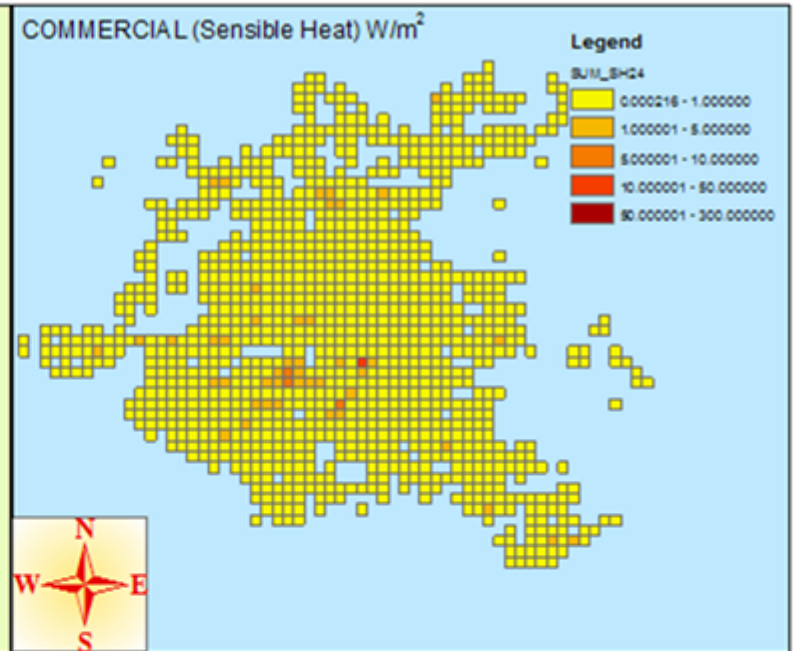 COMMERCIAL (Sensible Heat) W/m²
Legend
SUM_SH24
0.000216 - 1.000000
1.000001 - 5.000000
5.000001 - 10.000000
10.000001 - 50.000000
50.000001 - 300.000000
N
W E
S